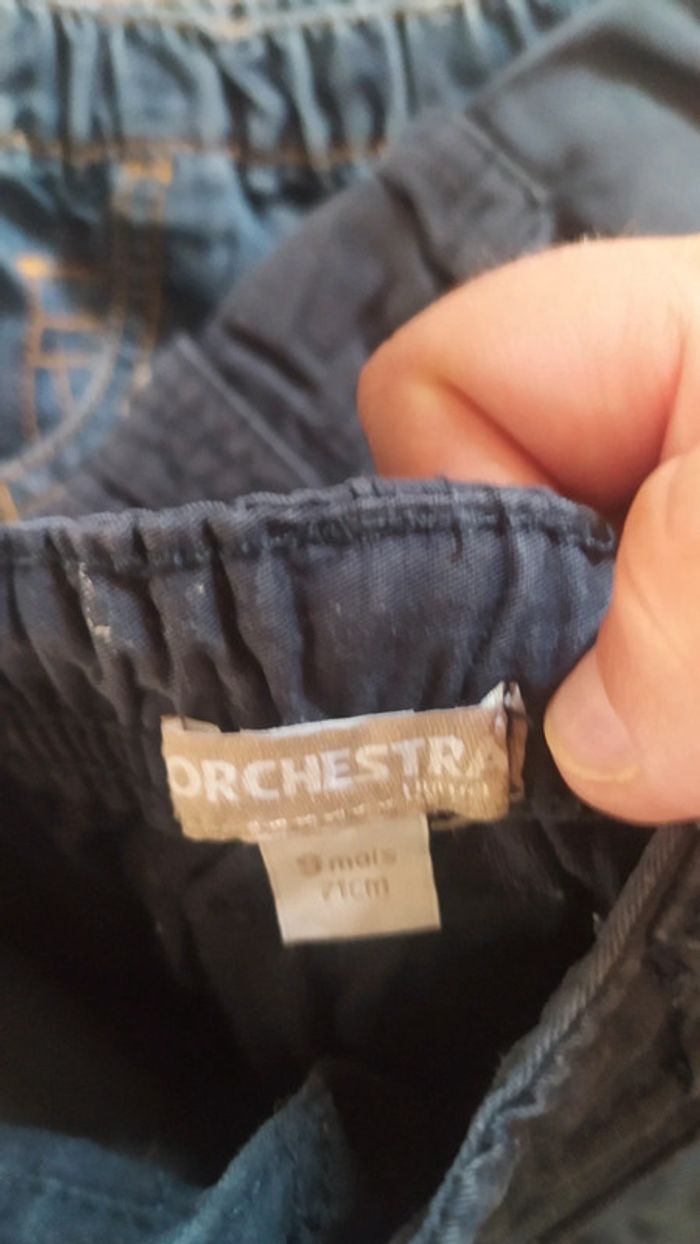 ORCHESTRA
9 mois
71cm